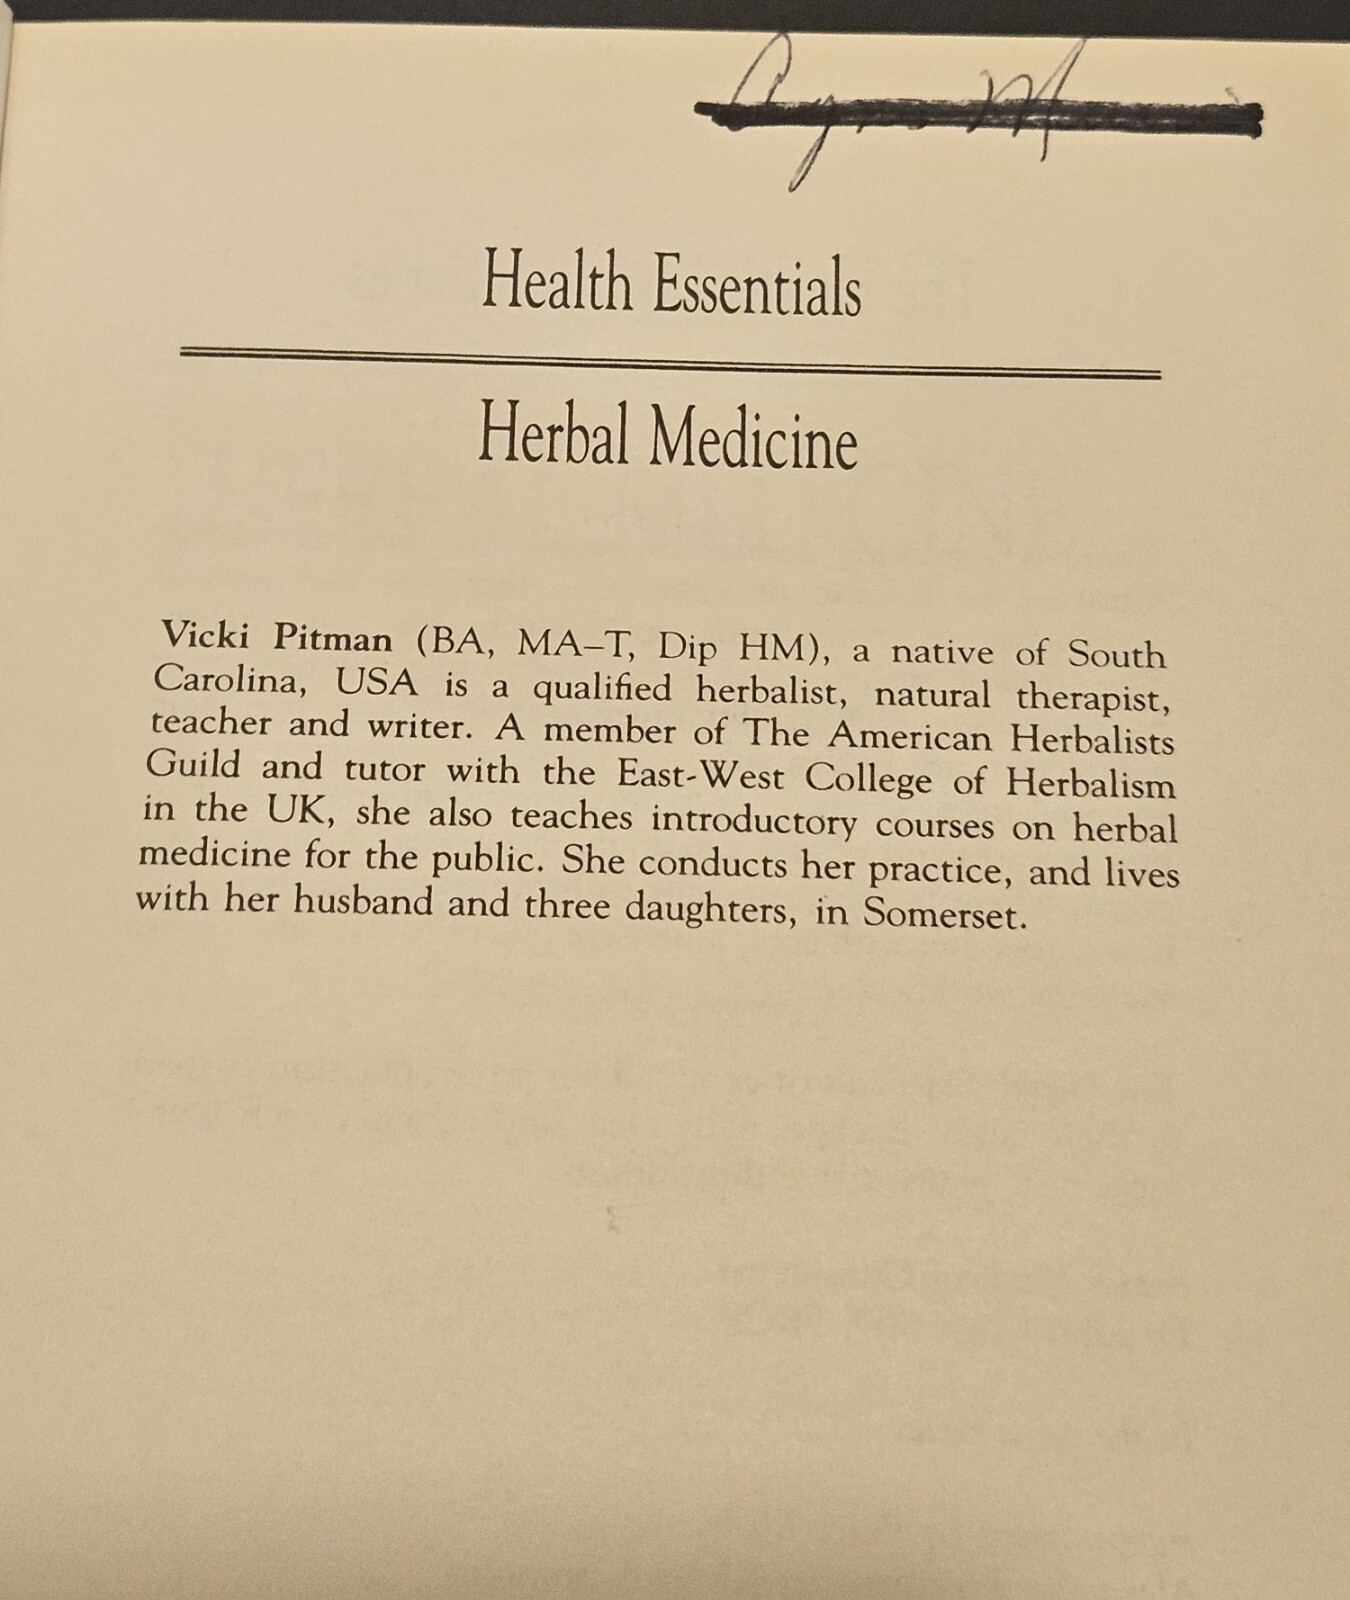 Health Essentials
Herbal Medicine
Vicki Pitman (BA, MA–T, Dip HM), a native of South
Carolina, USA is a qualified herbalist, natural therapist,
teacher and writer. A member of The American Herbalists
Guild and tutor with the East-West College of Herbalism
in the UK, she also teaches introductory courses on herbal
medicine for the public. She conducts her practice, and lives
with her husband and three daughters, in Somerset.